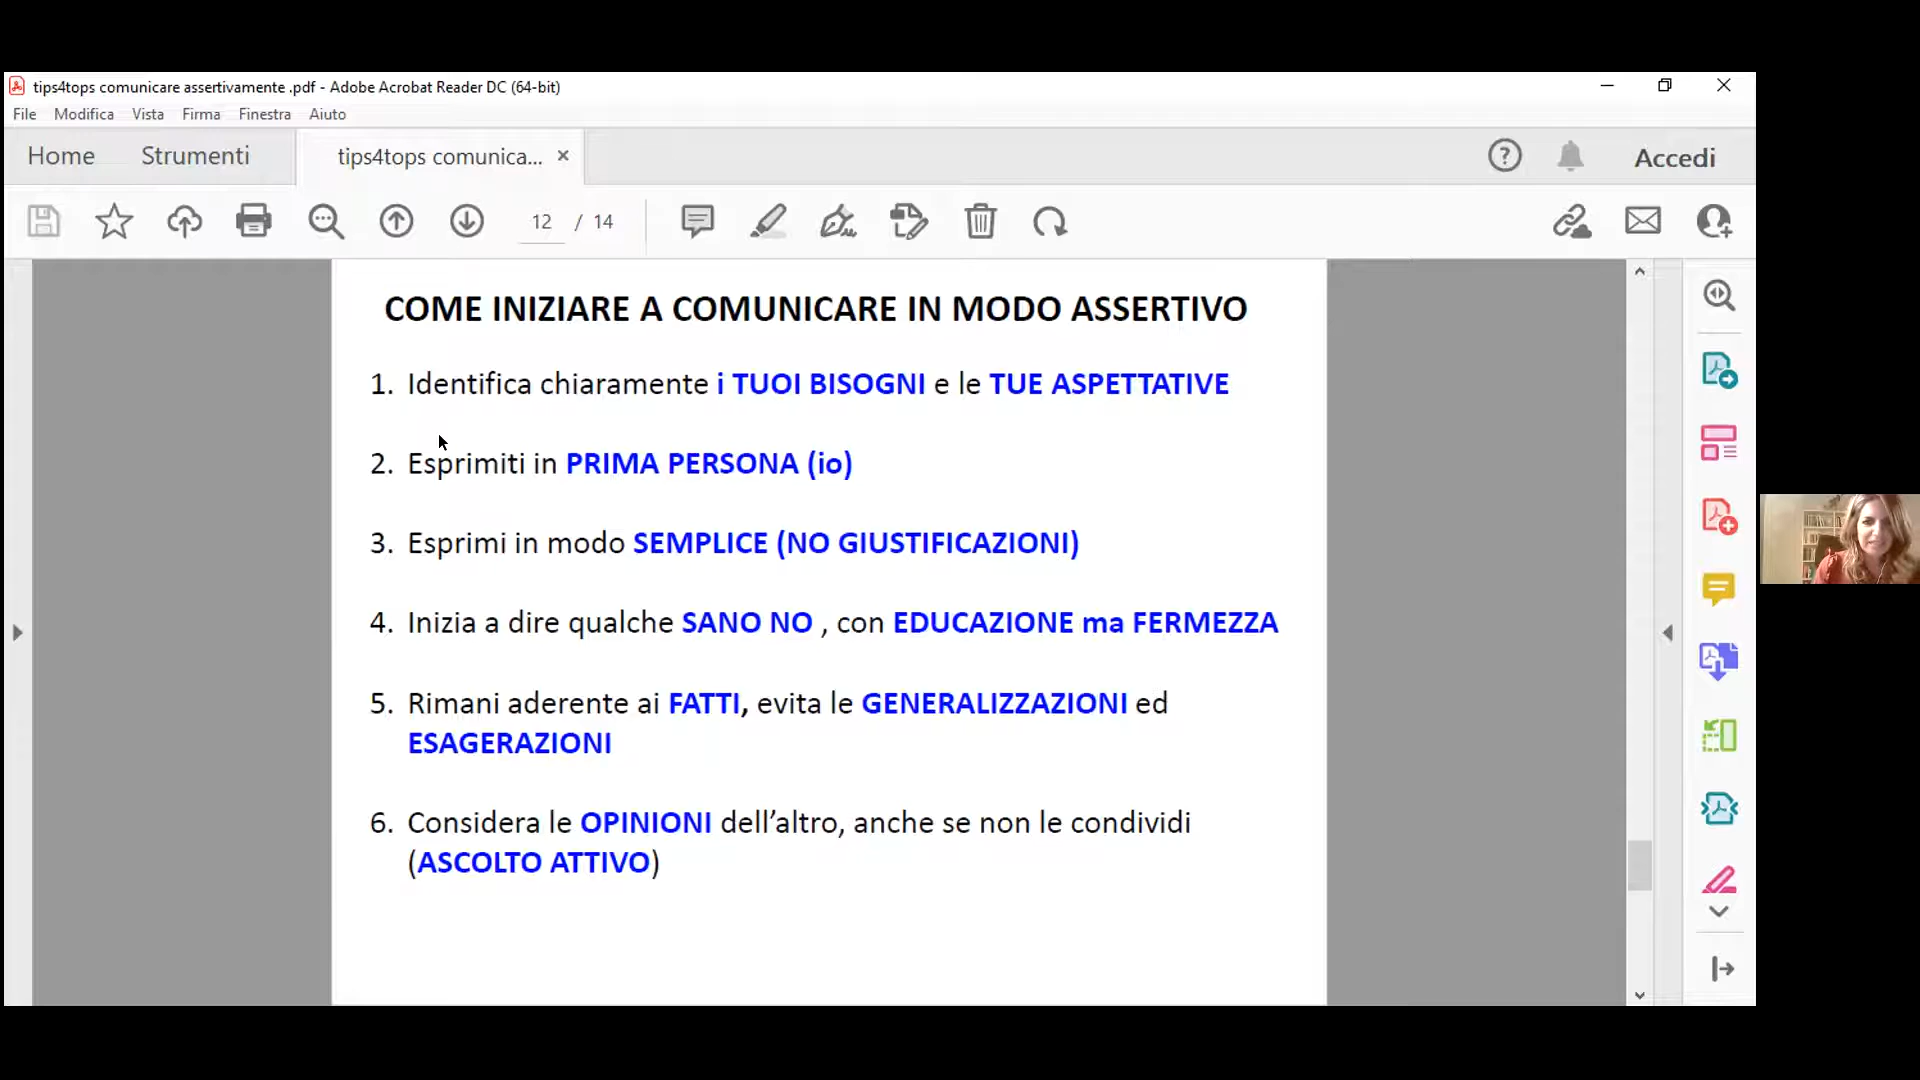 tips4tops comunicare assertivamente .pdf - Adobe Acrobat Reader DC (64-bit)
File Modifica Vista Firma Finestra Aiuto
Home Strumenti tips4tops comunica... Accedi
12 / 14
COME INIZIARE A COMUNICARE IN MODO ASSERTIVO
1. Identifica chiaramente i TUOI BISOGNI e le TUE ASPETTATIVE
2. Esprimiti in PRIMA PERSONA (io)
3. Esprimi in modo SEMPLICE (NO GIUSTIFICAZIONI)
4. Inizia a dire qualche SANO NO , con EDUCAZIONE ma FERMEZZA
5. Rimani aderente ai FATTI, evita le GENERALIZZAZIONI ed
ESAGERAZIONI
6. Considera le OPINIONI dell’altro, anche se non le condividi
(ASCOLTO ATTIVO)